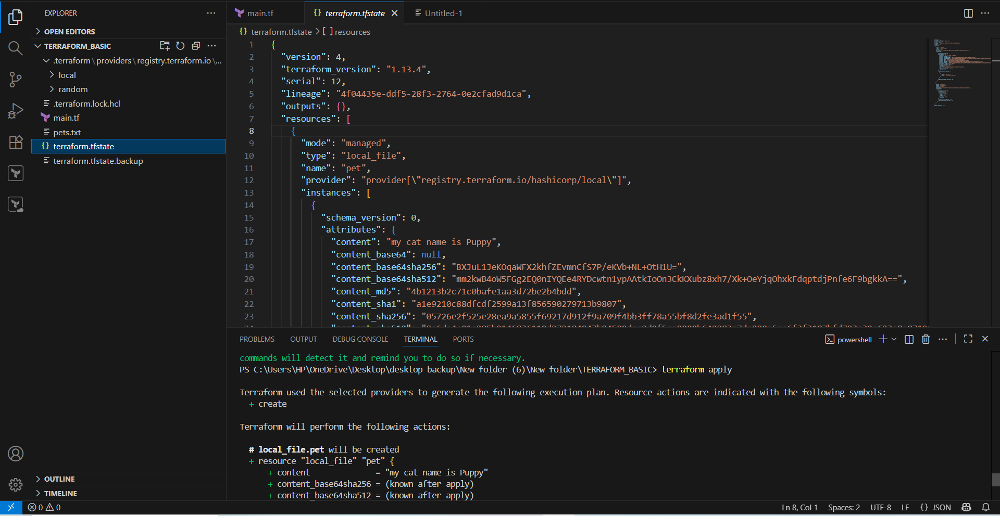 EXPLORER
OPEN EDITORS
TERRAFORM_BASIC
.terraform\providers\registry.terraform.io\...
local
random
.terraform.lock.hcl
main.tf
pets.txt
terraform.tfstate
terraform.tfstate.backup
OUTLINE
TIMELINE
main.tf
terraform.tfstate
Untitled-1
terraform.tfstate > [ ] resources
1 {
2 "version": 4,
3 "terraform_version": "1.13.4",
4 "serial": 12,
5 "lineage": "4f04435e-ddf5-28f3-2764-0e2cfad9d1ca",
6 "outputs": {},
7 "resources": [
8 {
9 "mode": "managed",
10 "type": "local_file",
11 "name": "pet",
12 "provider": "provider[\"registry.terraform.io/hashicorp/local\"]",
13 "instances": [
14 {
15 "schema_version": 0,
16 "attributes": {
17 "content": "my cat name is Puppy",
18 "content_base64": null,
19 "content_base64sha256": "BXJuL1JeKOqaWFX2khfZEvmnCfS7P/eKVb+NL+OtH1U=",
20 "content_base64sha512": "mm2kwB4oW5FGg2EQ0nIYQEe4RYDcwtn1ypAAtkIoOn3CkKXubz8xh7/Xk+OeYjqOhxkFdqptdjPnfe6F9bgkkA==",
21 "content_md5": "4b1213b2c71c0bafe1aa3d72be2b4bdd",
22 "content_sha1": "a1e9210c88dfcdf2599a13f856590279713b9807",
23 "content_sha256": "05726e2f525e28ea9a5855f69217d912f9a709f4bb3ff78a55bf8d2fe3ad1f55",
PROBLEMS OUTPUT DEBUG CONSOLE TERMINAL PORTS
powershell
commands will detect it and remind you to do so if necessary.
PS C:\Users\HP\OneDrive\Desktop\desktop backup\New folder (6)\New folder\TERRAFORM_BASIC> terraform apply
Terraform used the selected providers to generate the following execution plan. Resource actions are indicated with the following symbols:
+ create
Terraform will perform the following actions:
# local_file.pet will be created
+ resource "local_file" "pet" {
+ content = "my cat name is Puppy"
+ content_base64sha256 = (known after apply)
+ content_base64sha512 = (known after apply)
0 0
Ln 8, Col 1 Spaces: 2 UTF-8 LF {} JSON